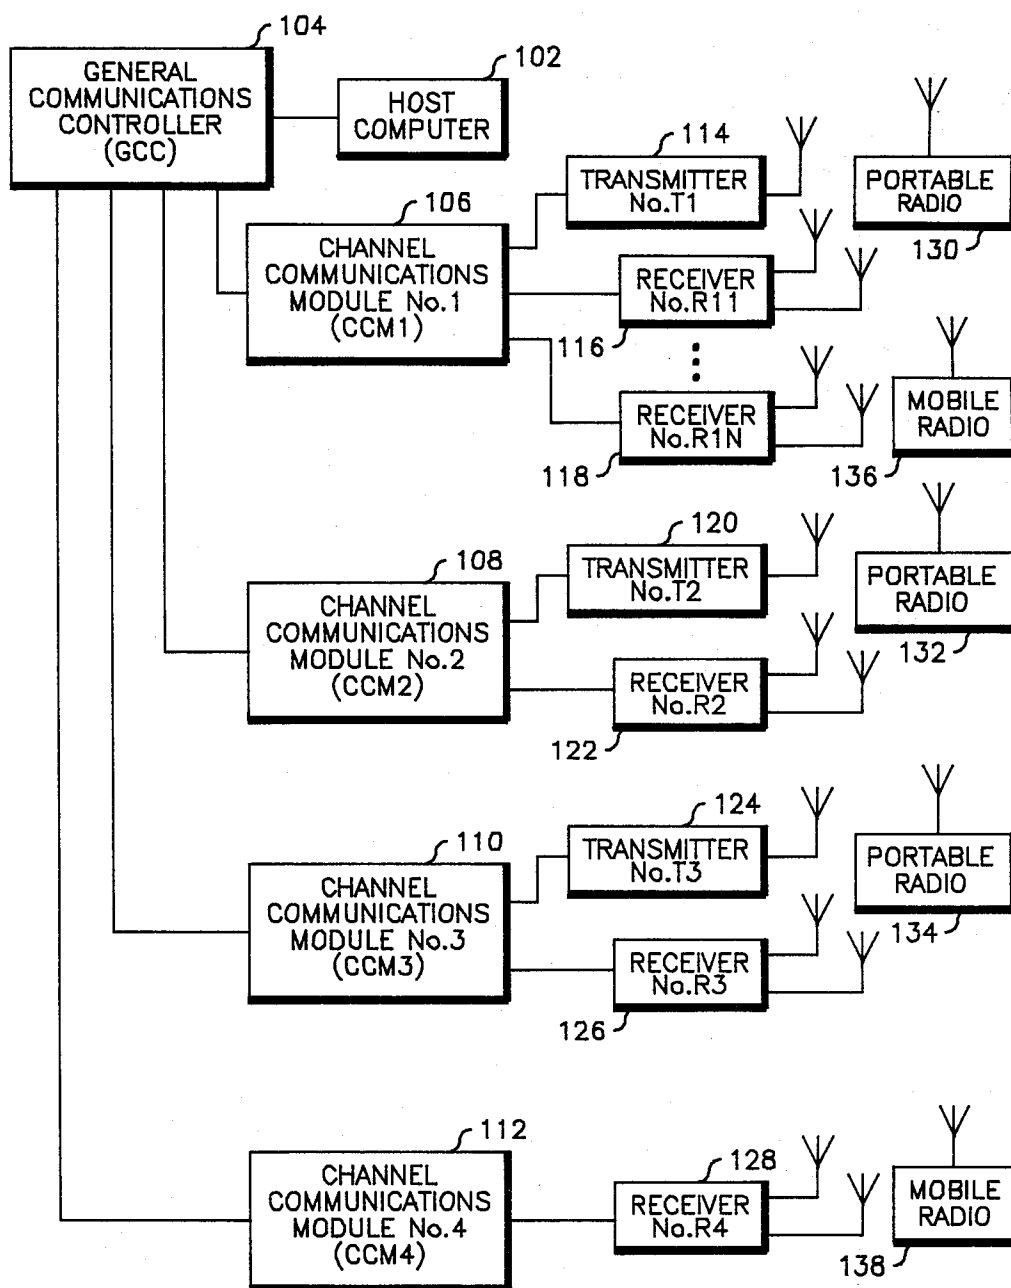 104
GENERAL
COMMUNICATIONS
CONTROLLER
(GCC)
102
HOST
COMPUTER
114
TRANSMITTER
No.T1
PORTABLE
RADIO
130
106
CHANNEL
COMMUNICATIONS
MODULE No.1
(CCM1)
RECEIVER
No.R11
116
RECEIVER
No.R1N
118
MOBILE
RADIO
136
120
TRANSMITTER
No.T2
PORTABLE
RADIO
132
108
CHANNEL
COMMUNICATIONS
MODULE No.2
(CCM2)
RECEIVER
No.R2
122
124
TRANSMITTER
No.T3
PORTABLE
RADIO
134
110
CHANNEL
COMMUNICATIONS
MODULE No.3
(CCM3)
RECEIVER
No.R3
126
112
CHANNEL
COMMUNICATIONS
MODULE No.4
(CCM4)
128
RECEIVER
No.R4
MOBILE
RADIO
138